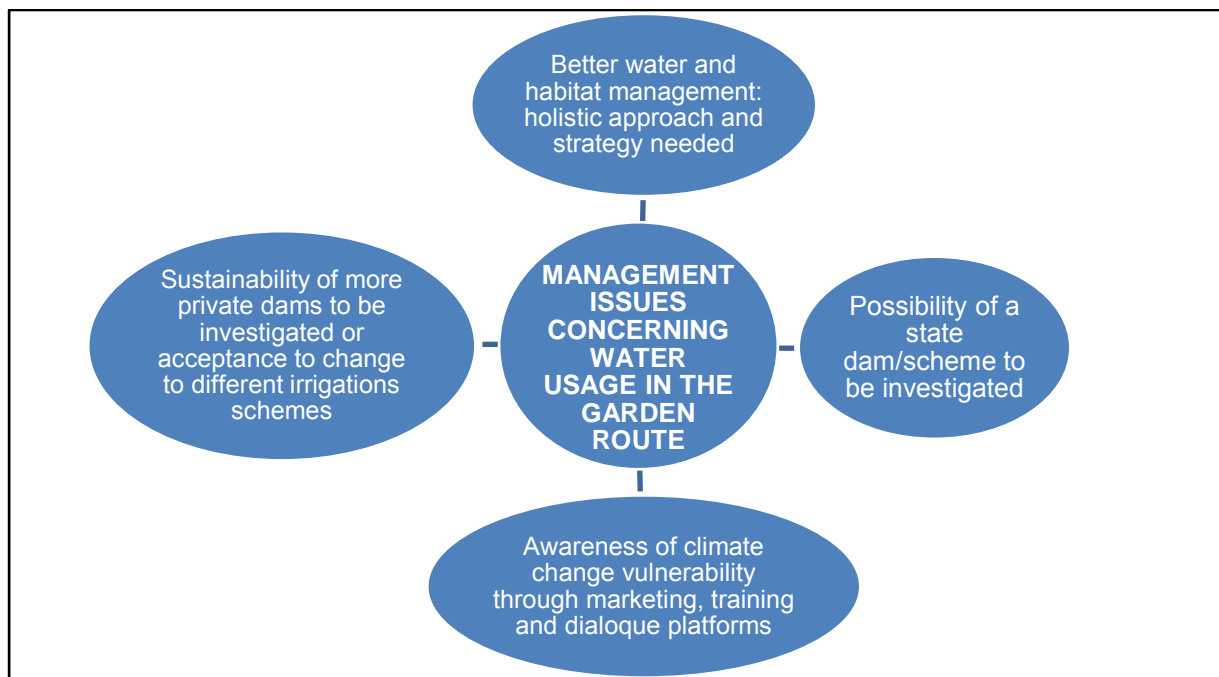 Better water and
habitat management:
holistic approach and
strategy needed
Sustainability of more
private dams to be
investigated or
acceptance to change
to different irrigations
schemes
MANAGEMENT
ISSUES
CONCERNING
WATER
USAGE IN THE
GARDEN
ROUTE
Possibility of a
state
dam/scheme to
be investigated
Awareness of climate
change vulnerability
through marketing, training
and dialoque platforms